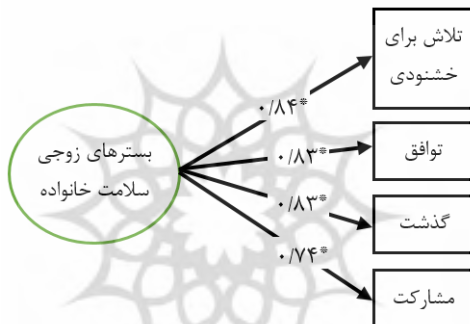 تلاش برای
خشنودی
۰/۸۴*
توافق
۰/۸۳*
بسترهای زوجی
سلامت خانواده
۰/۸۳*
گذشت
۰/۷۴*
مشارکت